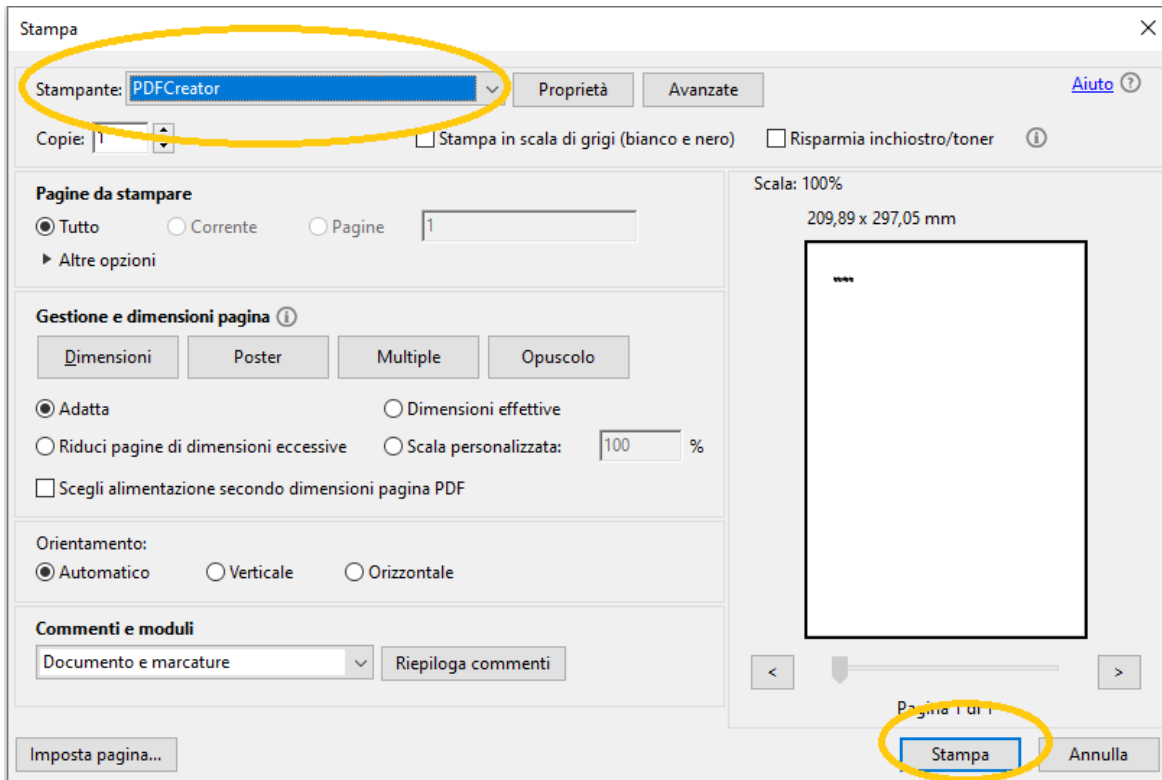 Stampa
Stampante: PDFCreator Proprietà Avanzate Aiuto
Copie: 1 Stampa in scala di grigi (bianco e nero) Risparmia inchiostro/toner
Pagine da stampare
Tutto Corrente Pagine 1
Altre opzioni
Scala: 100%
209,89 x 297,05 mm
Gestione e dimensioni pagina
Dimensioni Poster Multiple Opuscolo
Adatta Dimensioni effettive
Riduci pagine di dimensioni eccessive Scala personalizzata: 100 %
Scegli alimentazione secondo dimensioni pagina PDF
Orientamento:
Automatico Verticale Orizzontale
Commenti e moduli
Documento e marcature Riepiloga commenti
< >
Pagina 1 di 1
Imposta pagina... Stampa Annulla